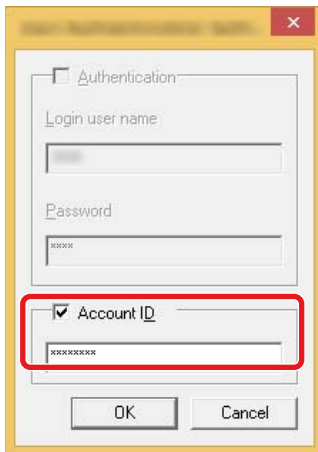 Authentication
Login user name
Password
****
Account ID
********
OK
Cancel